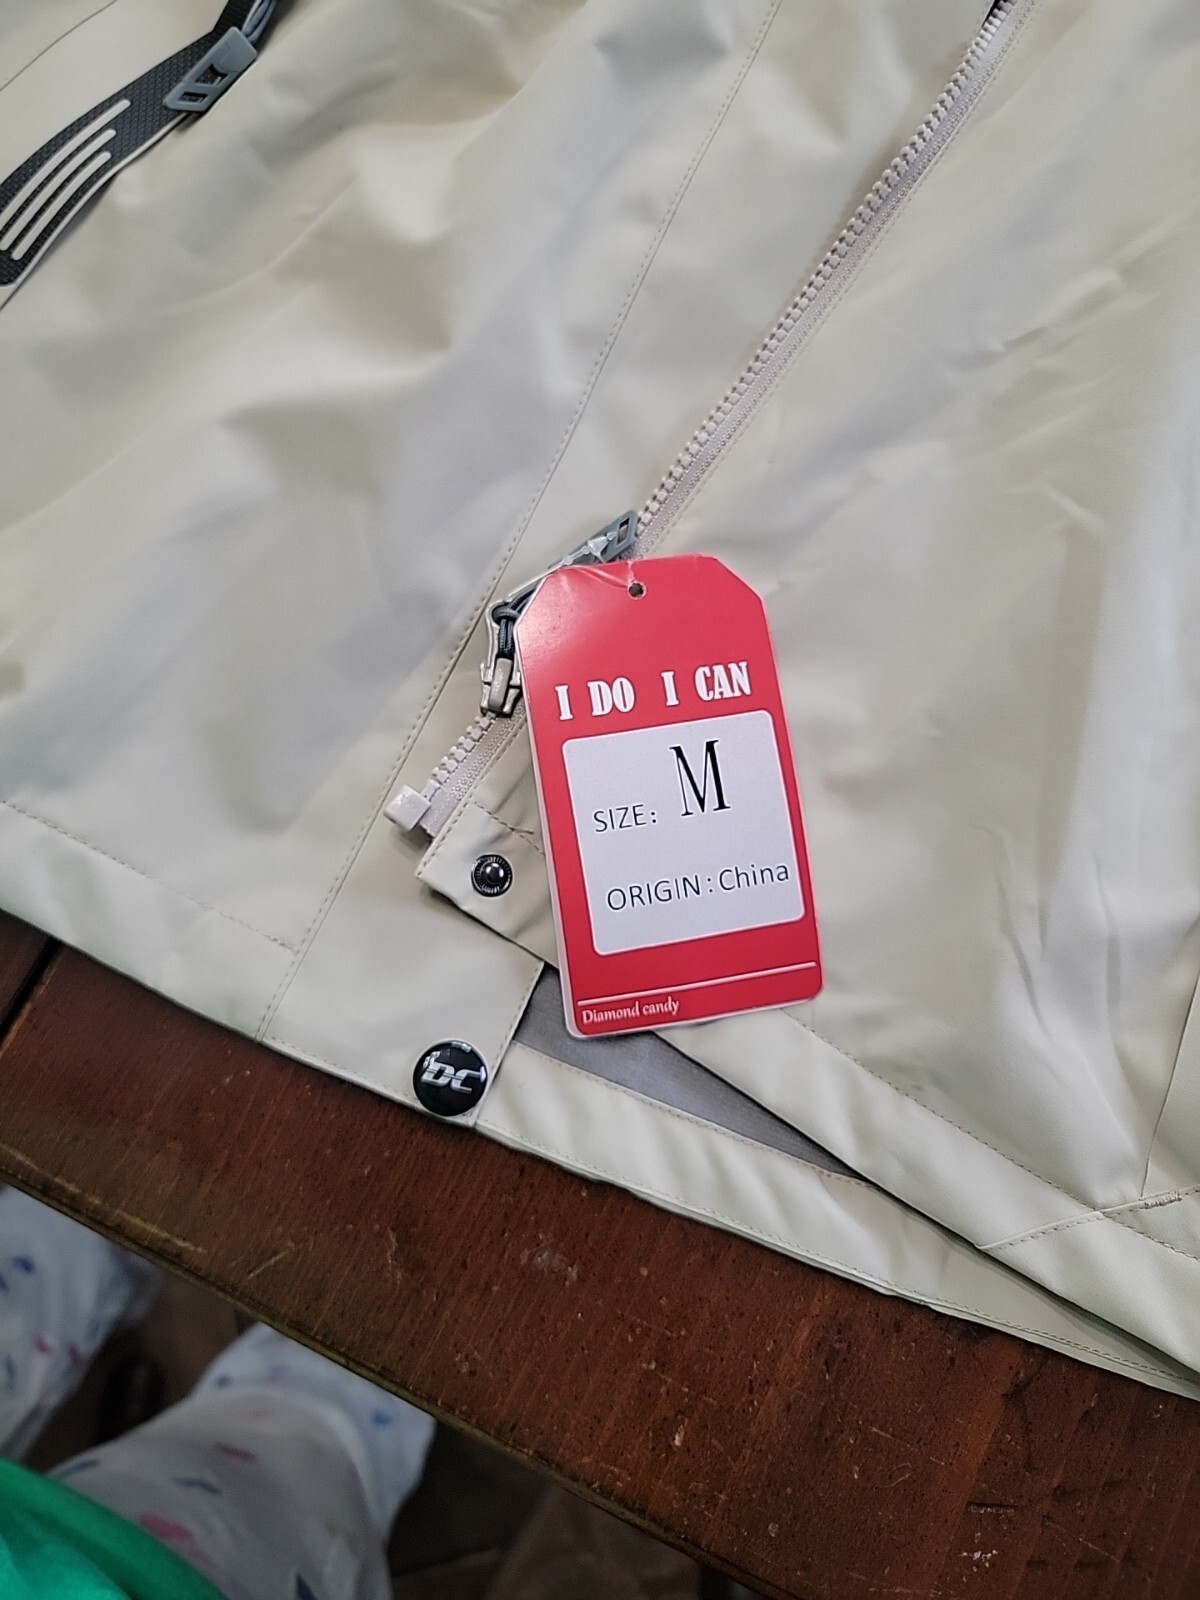 I DO I CAN
SIZE: M
ORIGIN: China
Diamond candy
DC